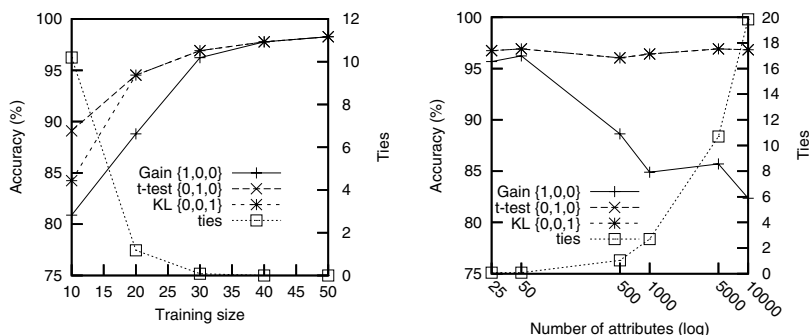 100
95
90
85
80
75
Accuracy (%)
12
10
8
6
4
2
0
Ties
Gain {1,0,0}
t-test {0,1,0}
KL {0,0,1}
ties
10 15 20 25 30 35 40 45 50
Training size
100
95
90
85
80
75
Accuracy (%)
20
18
16
14
12
10
8
6
4
2
0
Ties
Gain {1,0,0}
t-test {0,1,0}
KL {0,0,1}
ties
25 50 500 1000 5000 10000
Number of attributes (log)